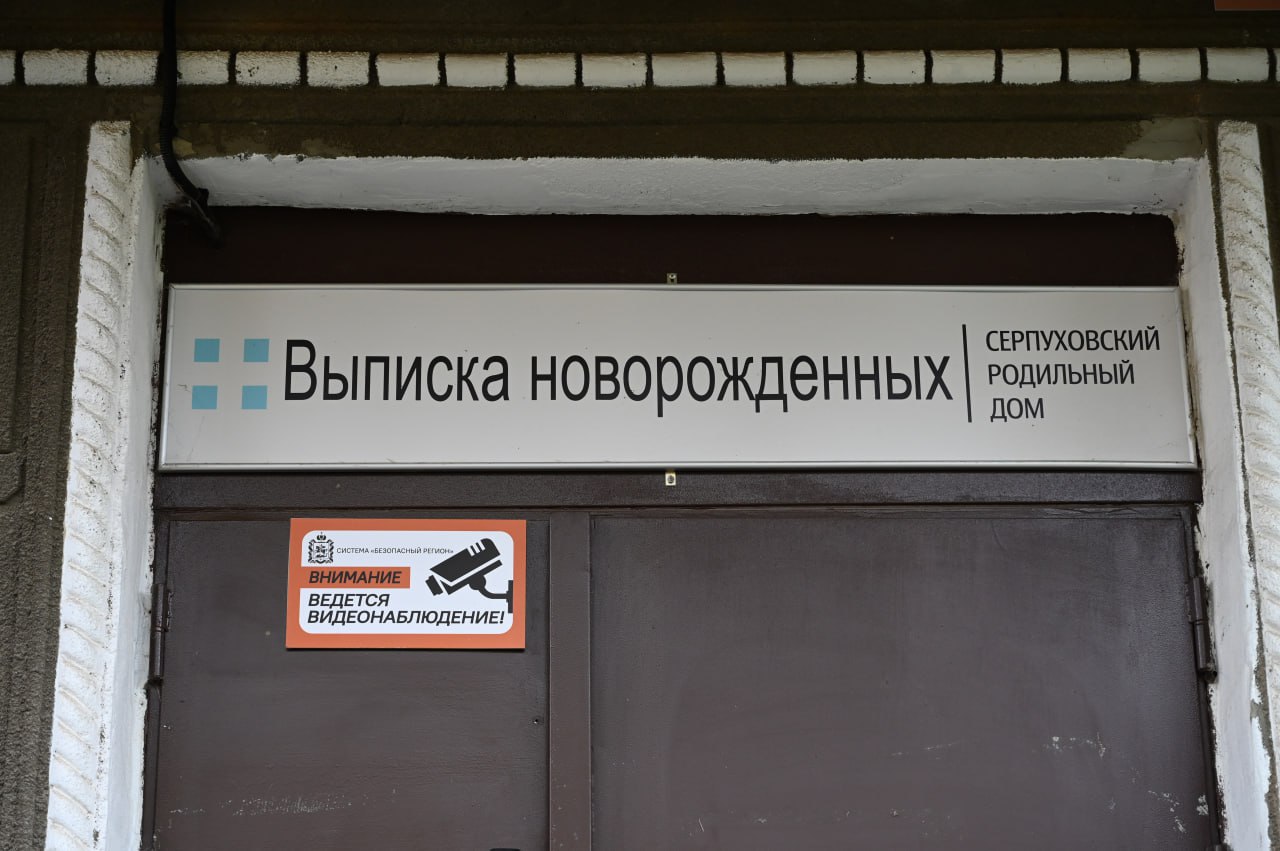 Выписка новорожденных
СЕРПУХОВСКИЙ
РОДИЛЬНЫЙ
ДОМ
СИСТЕМА «БЕЗОПАСНЫЙ РЕГИОН»
ВНИМАНИЕ
ВЕДЕТСЯ
ВИДЕОНАБЛЮДЕНИЕ!